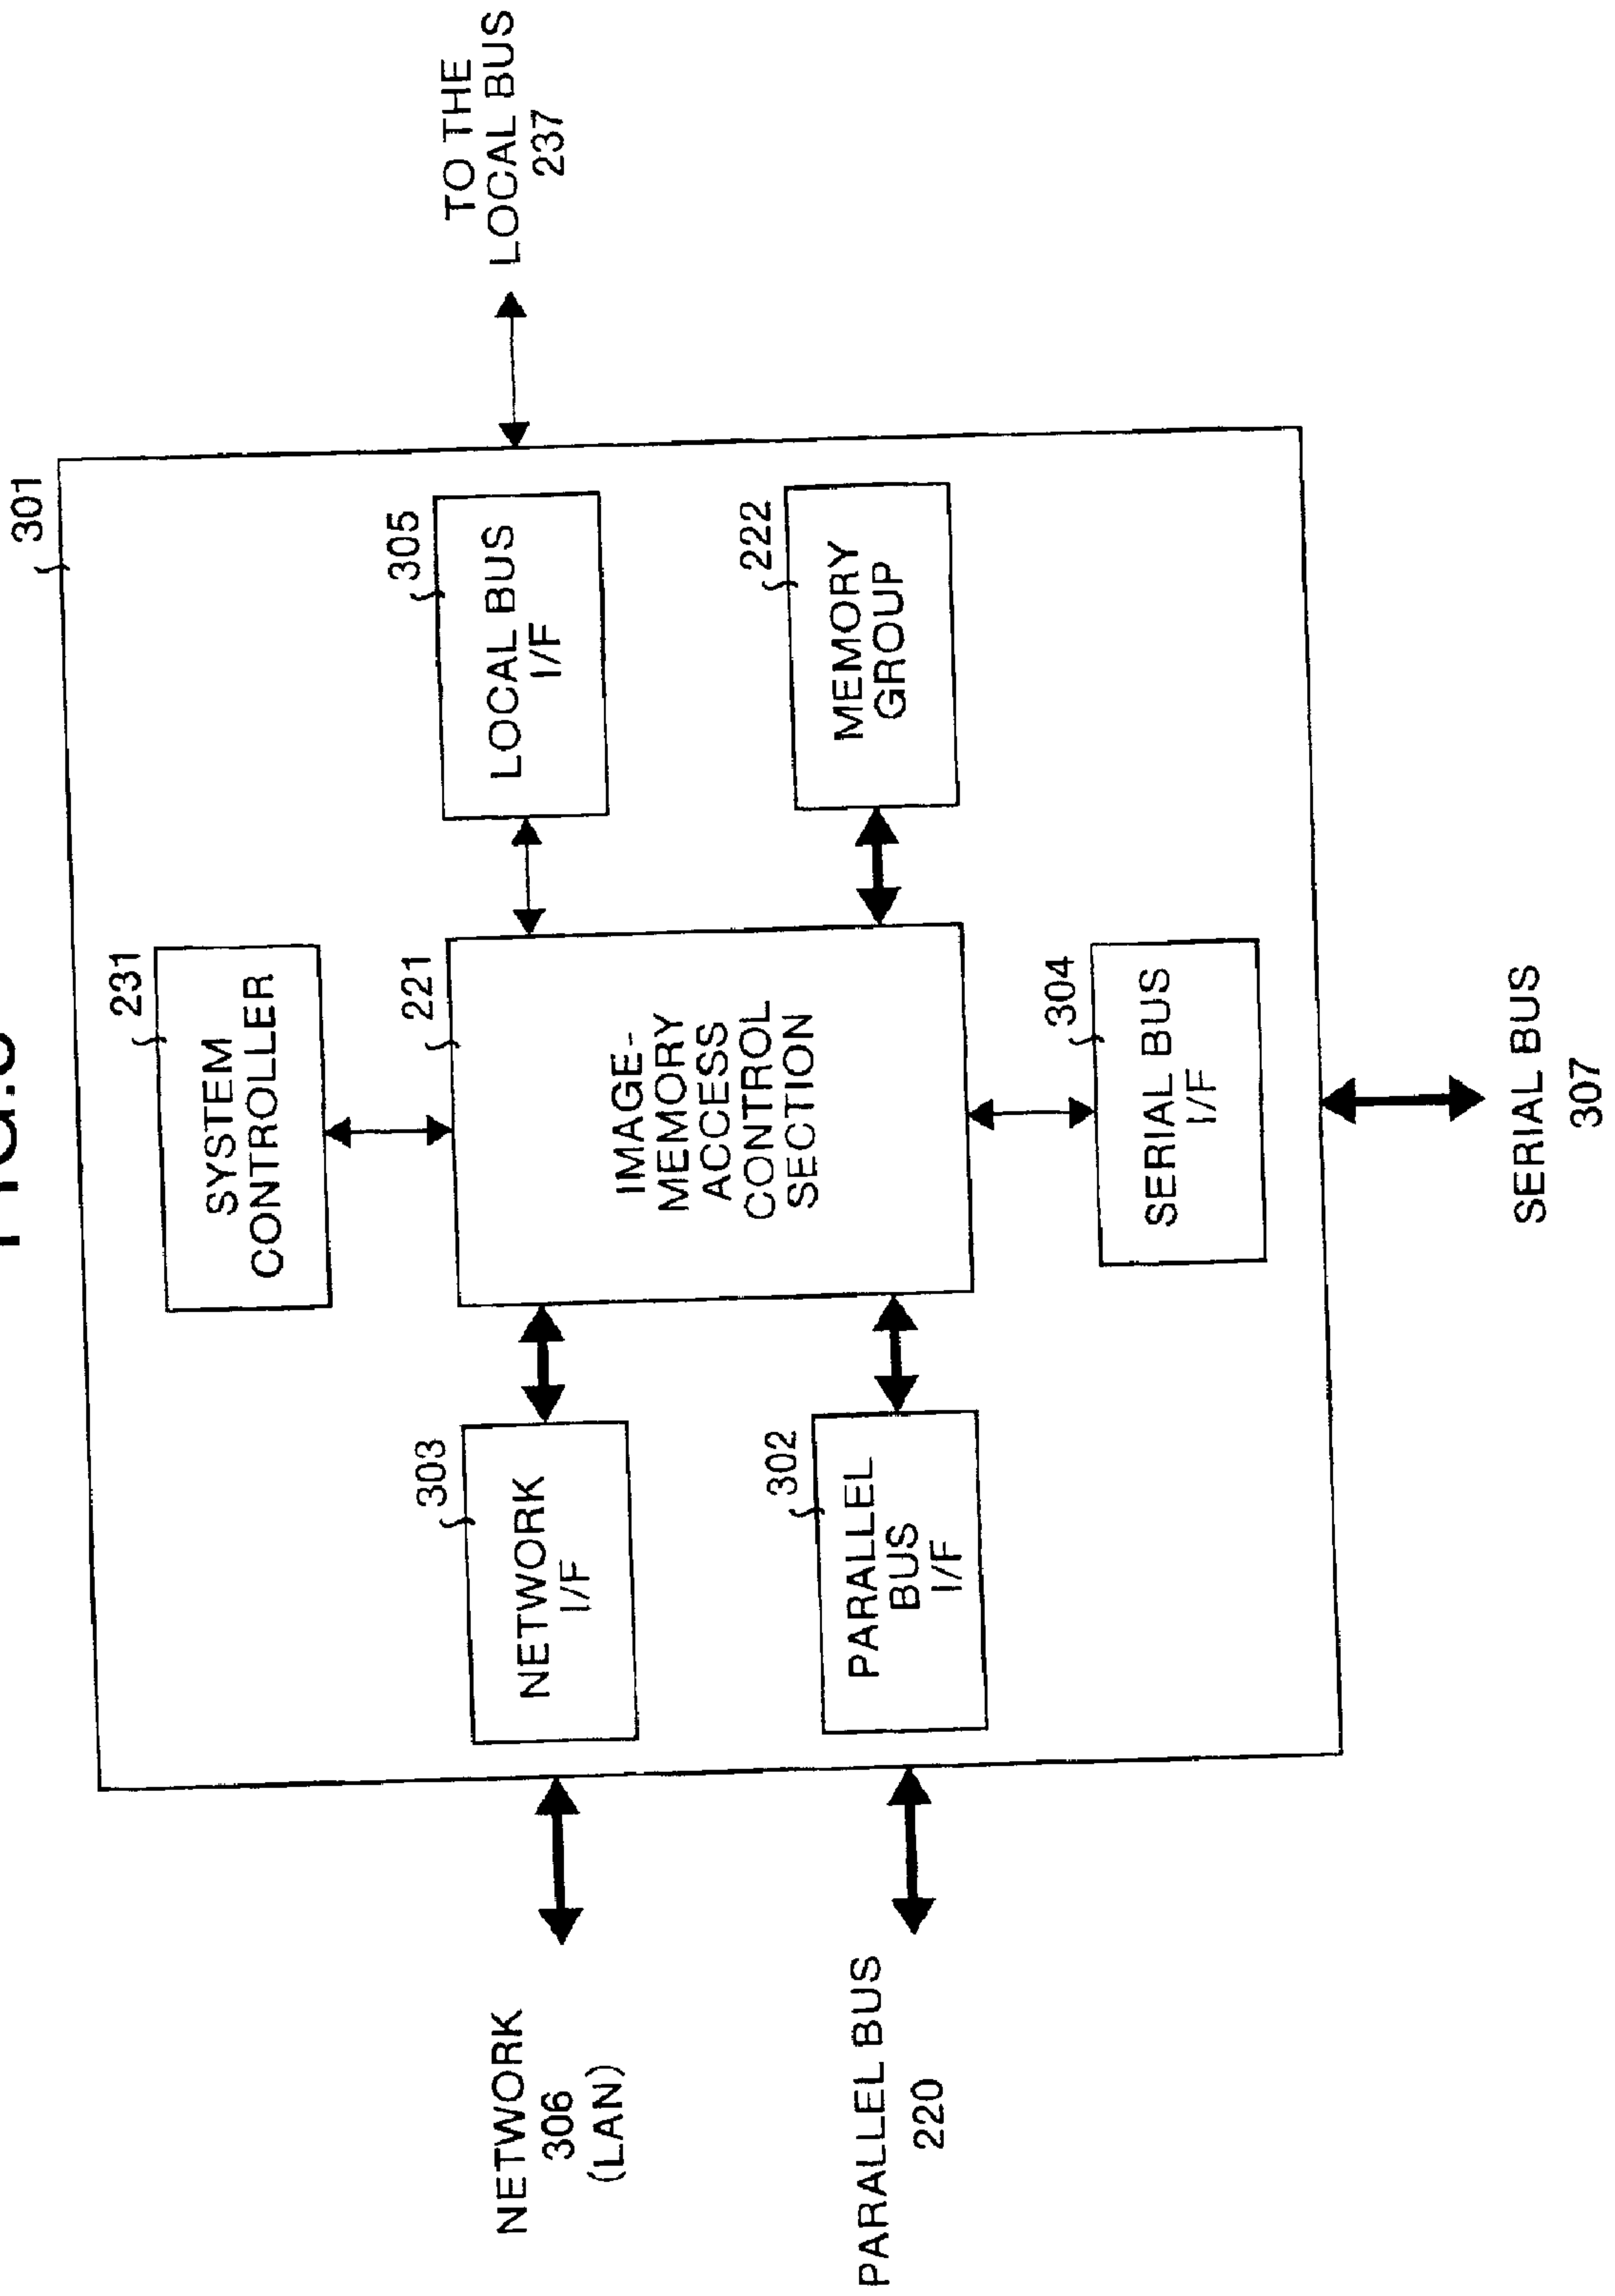 301
231
SYSTEM
CONTROLLER
303
NETWORK
I/F
221
IMAGE-
MEMORY
ACCESS
CONTROL
SECTION
305
LOCAL BUS
I/F
TO THE
LOCAL BUS
237
NETWORK
306
(LAN)
302
PARALLEL
BUS
I/F
222
MEMORY
GROUP
PARALLEL BUS
220
304
SERIAL BUS
I/F
SERIAL BUS
307